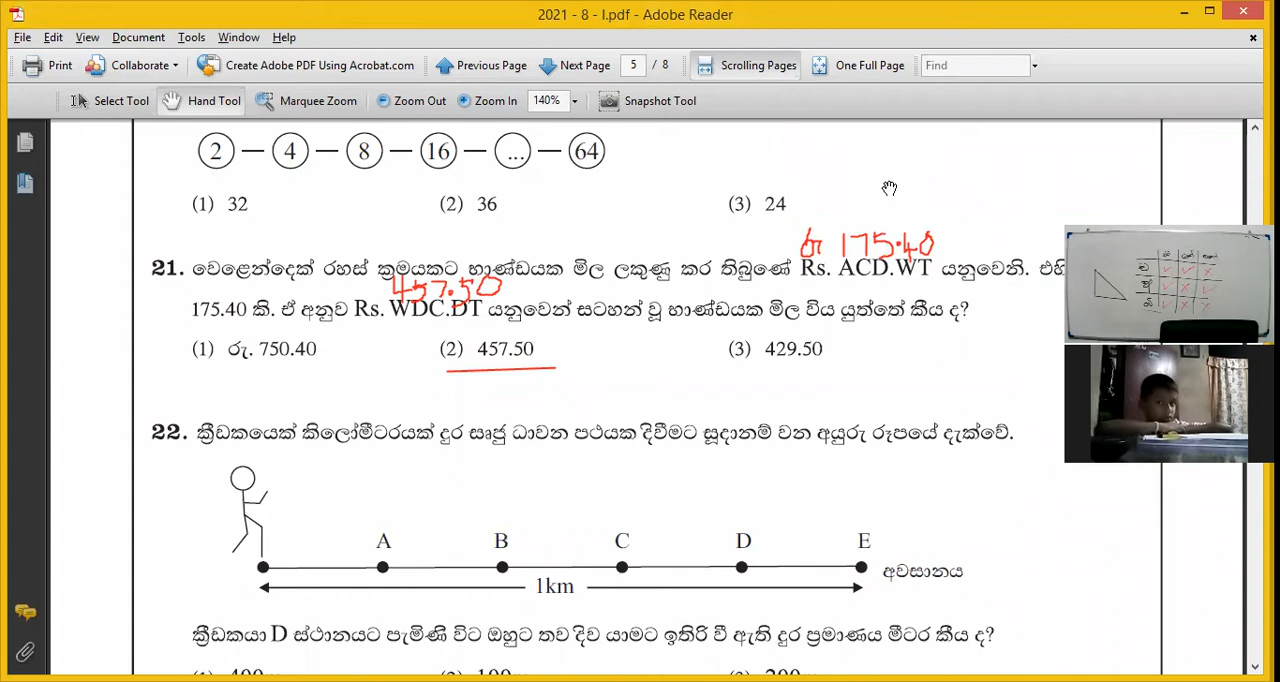 2021 - 8 - I.pdf - Adobe Reader
File Edit View Document Tools Window Help
Print Collaborate Create Adobe PDF Using Acrobat.com Previous Page Next Page 5 / 8 Scrolling Pages One Full Page Find
Select Tool Hand Tool Marquee Zoom Zoom Out Zoom In 140% Snapshot Tool
2 — 4 — 8 — 16 — ... — 64
(1) 32 (2) 36 (3) 24
රු 175.40
21. වෙළෙන්දෙක් රහස් ක්‍රමයකට භාණ්ඩයක මිල ලකුණු කර තිබුණේ Rs. ACD.WT යනුවෙනි. එහි
457.50
175.40 කි. ඒ අනුව Rs. WDC.DT යනුවෙන් සටහන් වූ භාණ්ඩයක මිල විය යුත්තේ කීය ද?
(1) රු. 750.40 (2) 457.50 (3) 429.50
22. ක්‍රීඩකයෙක් කිලෝමීටරයක් දුර සෘජු ධාවන පථයක දිවීමට සූදානම් වන අයුරු රූපයේ දැක්වේ.
A B C D E
අවසානය
1km
ක්‍රීඩකයා D ස්ථානයට පැමිණි විට ඔහුට තව දිව යාමට ඉතිරි වී ඇති දුර ප්‍රමාණය මීටර කීය ද?